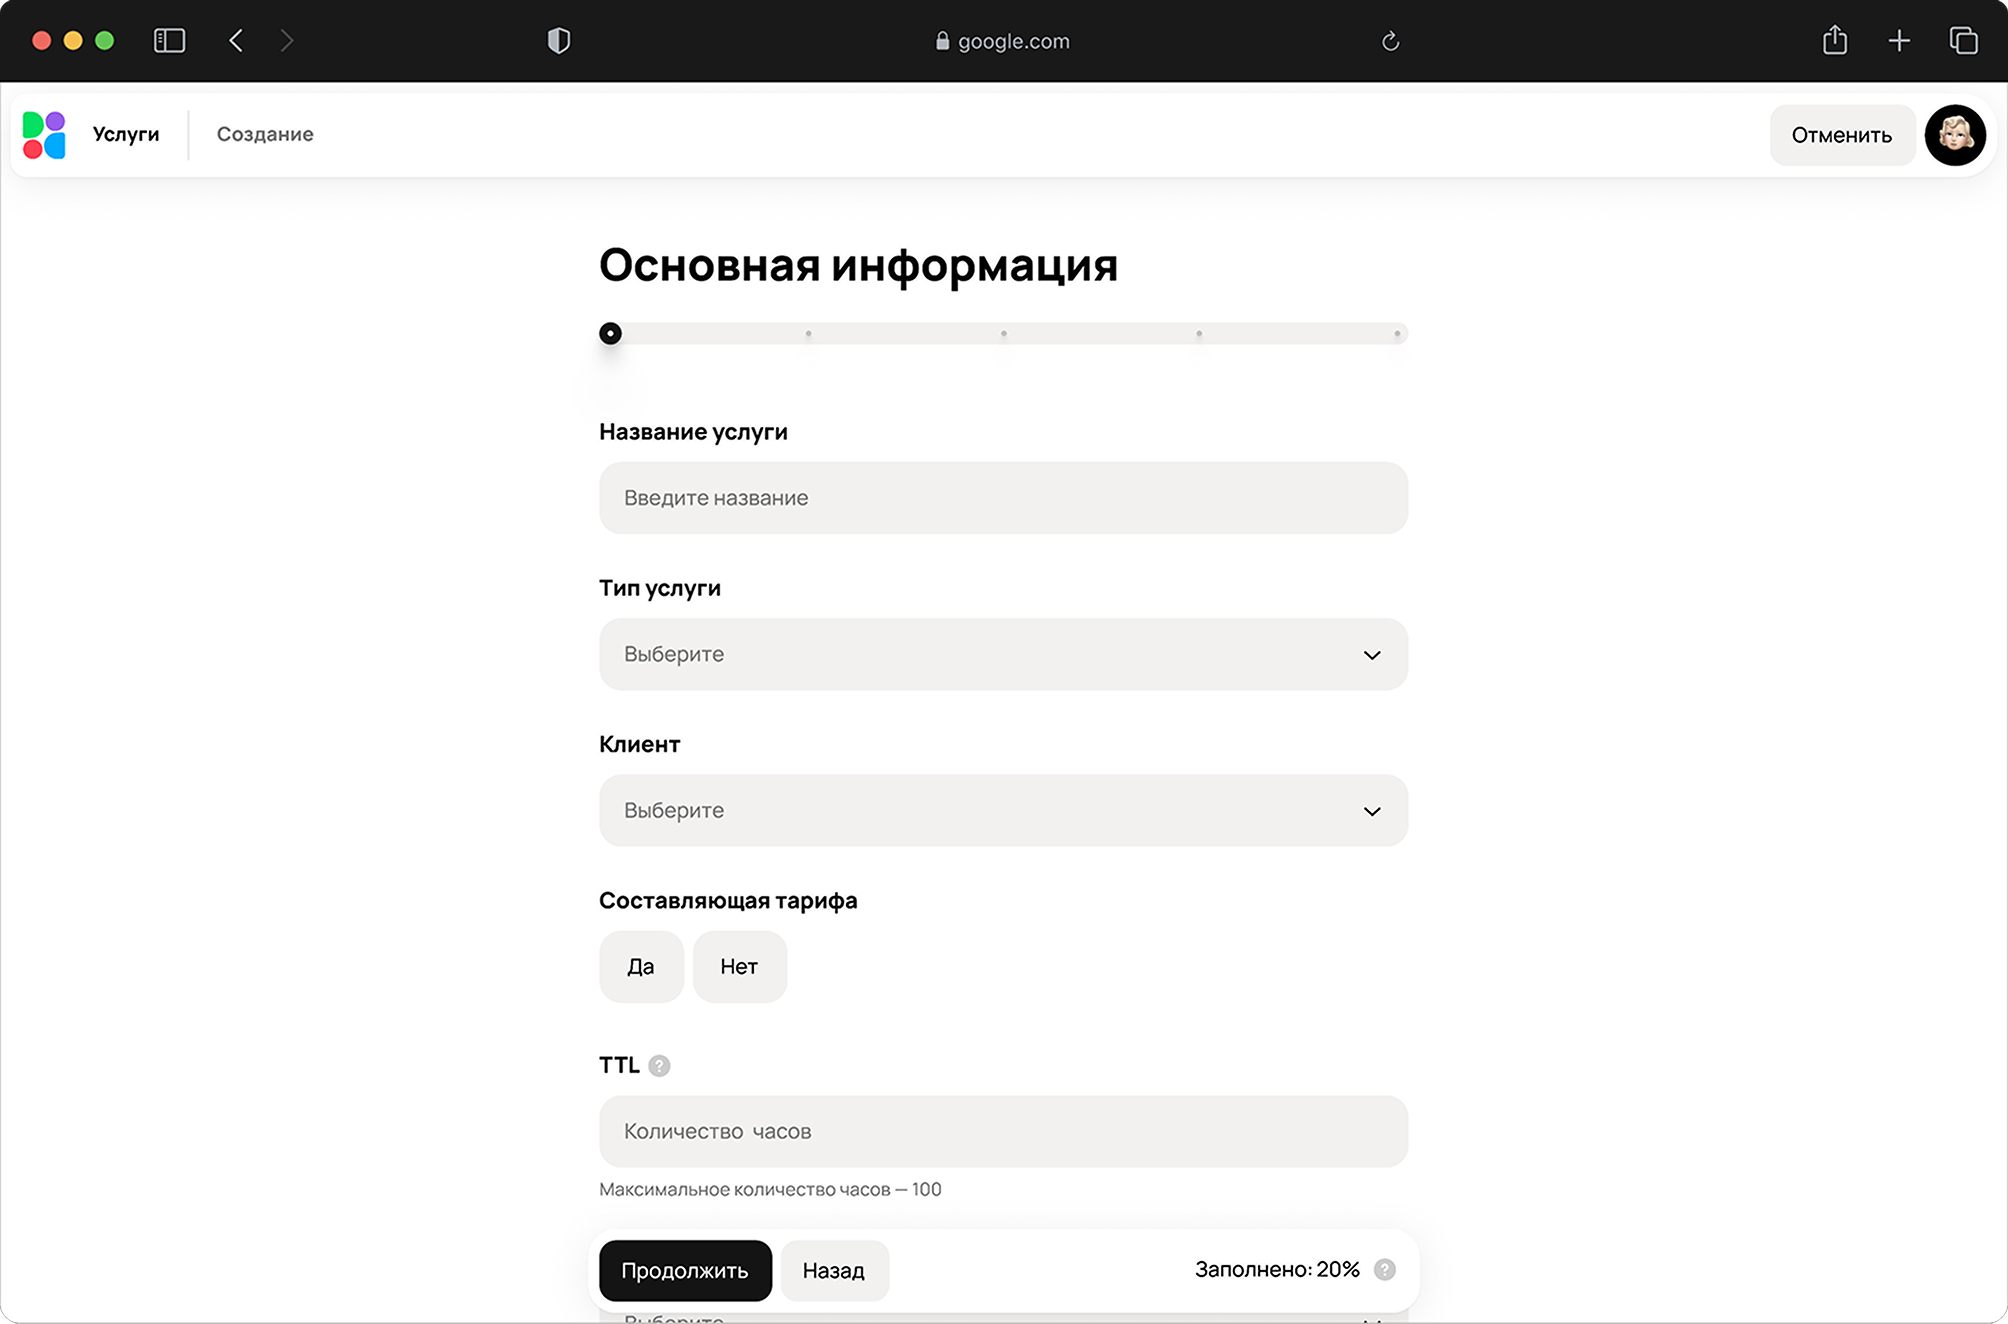 google.com
Услуги
Создание
Отменить
Основная информация
Название услуги
Введите название
Тип услуги
Выберите
Клиент
Выберите
Составляющая тарифа
Да
Нет
TTL ?
Количество часов
Максимальное количество часов — 100
Продолжить
Назад
Заполнено: 20% ?
Выберите